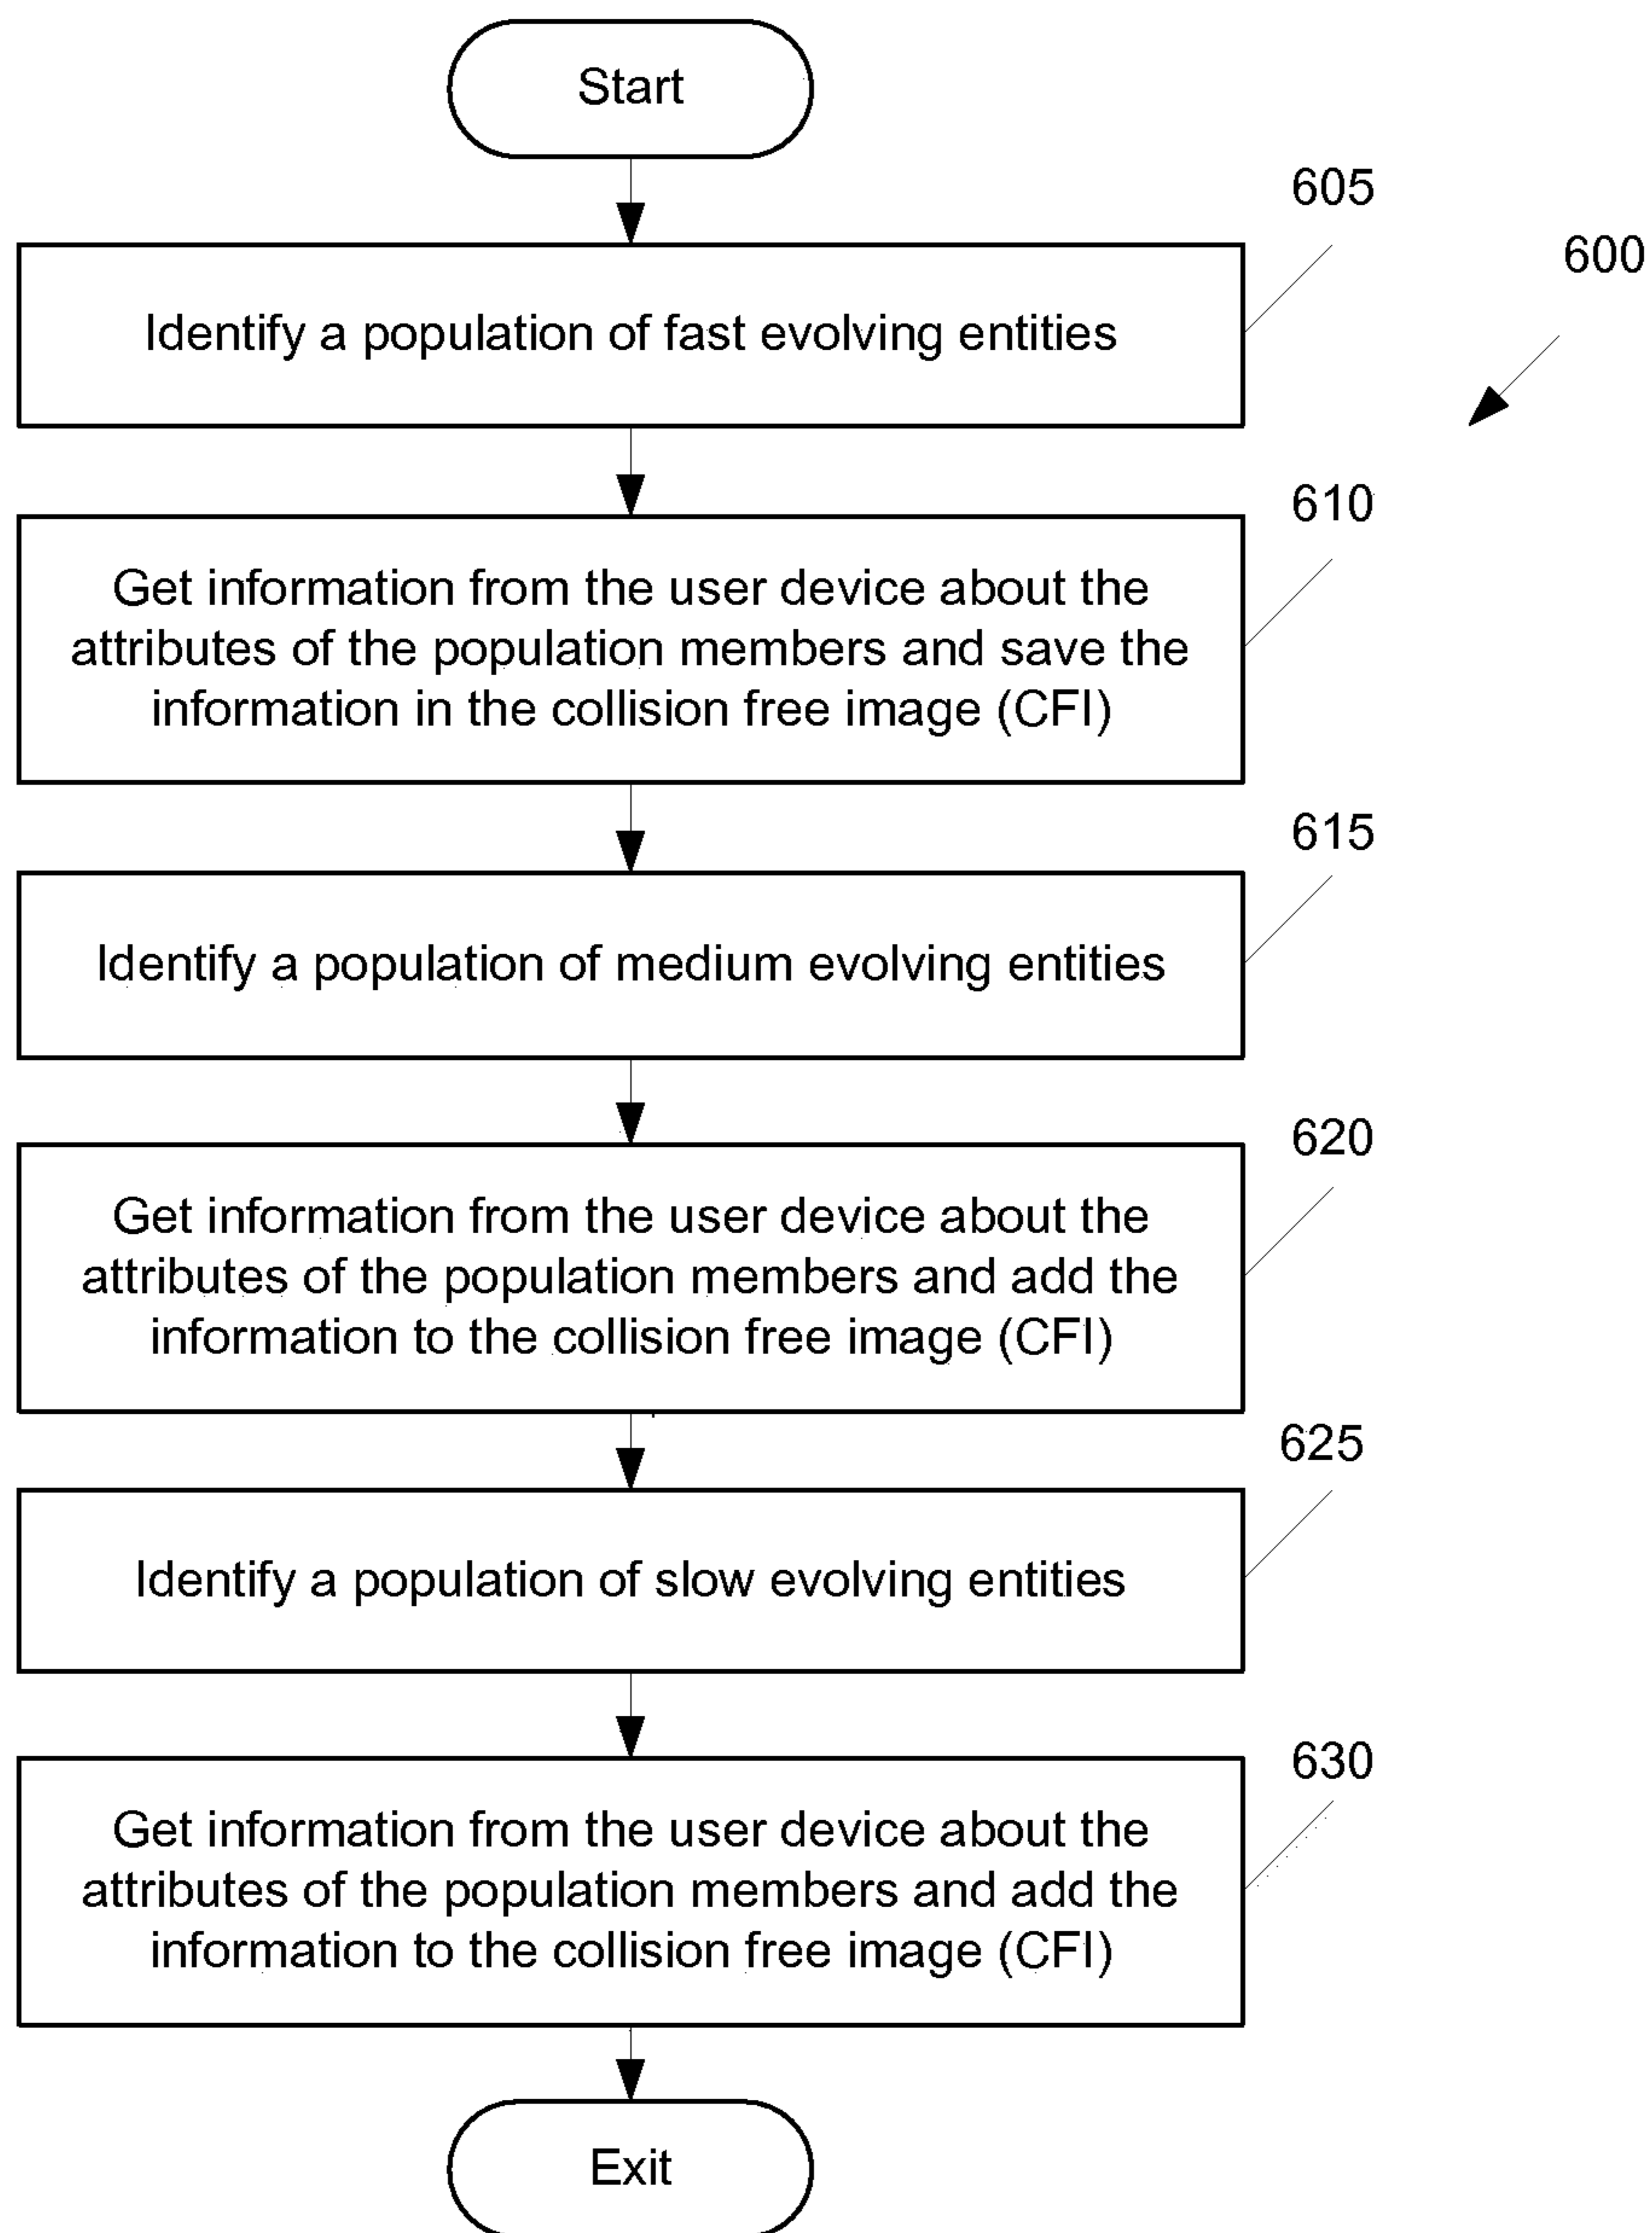 Start
605
600
Identify a population of fast evolving entities
610
Get information from the user device about the
attributes of the population members and save the
information in the collision free image (CFI)
615
Identify a population of medium evolving entities
620
Get information from the user device about the
attributes of the population members and add the
information to the collision free image (CFI)
625
Identify a population of slow evolving entities
630
Get information from the user device about the
attributes of the population members and add the
information to the collision free image (CFI)
Exit